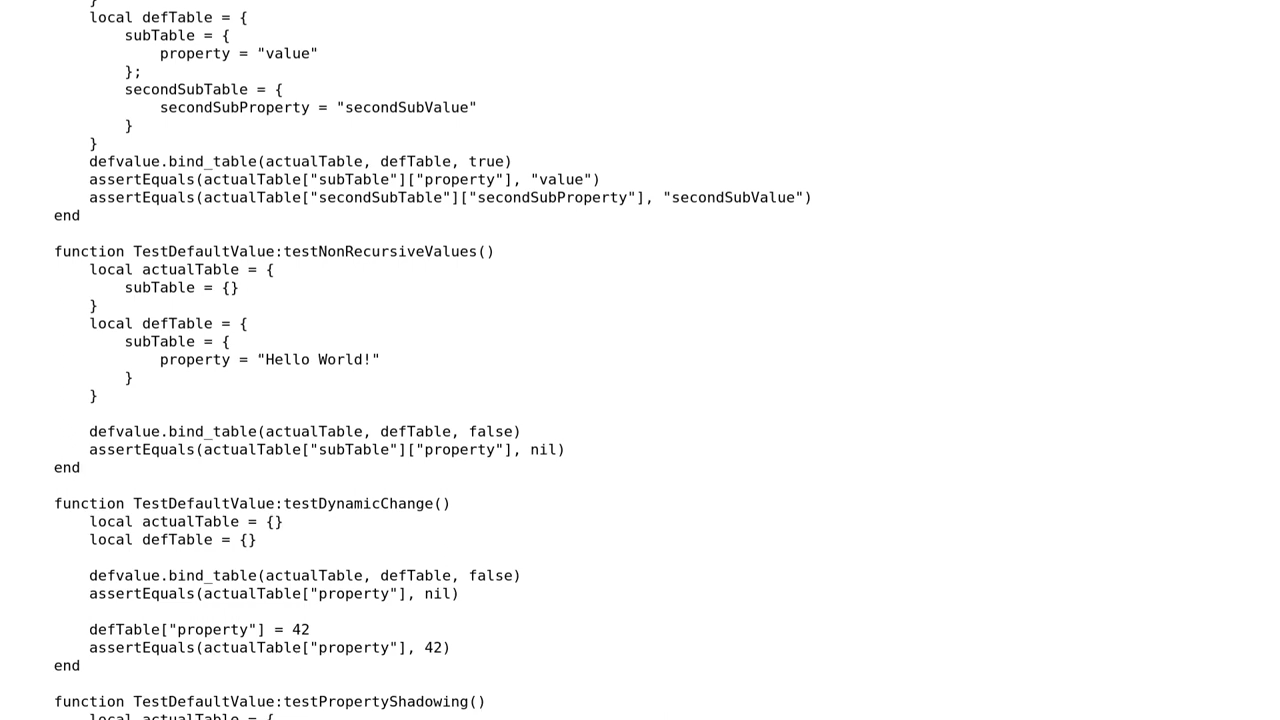 }
local defTable = {
subTable = {
property = "value"
};
secondSubTable = {
secondSubProperty = "secondSubValue"
}
}
defvalue.bind_table(actualTable, defTable, true)
assertEquals(actualTable["subTable"]["property"], "value")
assertEquals(actualTable["secondSubTable"]["secondSubProperty"], "secondSubValue")
end
function TestDefaultValue:testNonRecursiveValues()
local actualTable = {
subTable = {}
}
local defTable = {
subTable = {
property = "Hello World!"
}
}
defvalue.bind_table(actualTable, defTable, false)
assertEquals(actualTable["subTable"]["property"], nil)
end
function TestDefaultValue:testDynamicChange()
local actualTable = {}
local defTable = {}
defvalue.bind_table(actualTable, defTable, false)
assertEquals(actualTable["property"], nil)
defTable["property"] = 42
assertEquals(actualTable["property"], 42)
end
function TestDefaultValue:testPropertyShadowing()
local actualTable = {